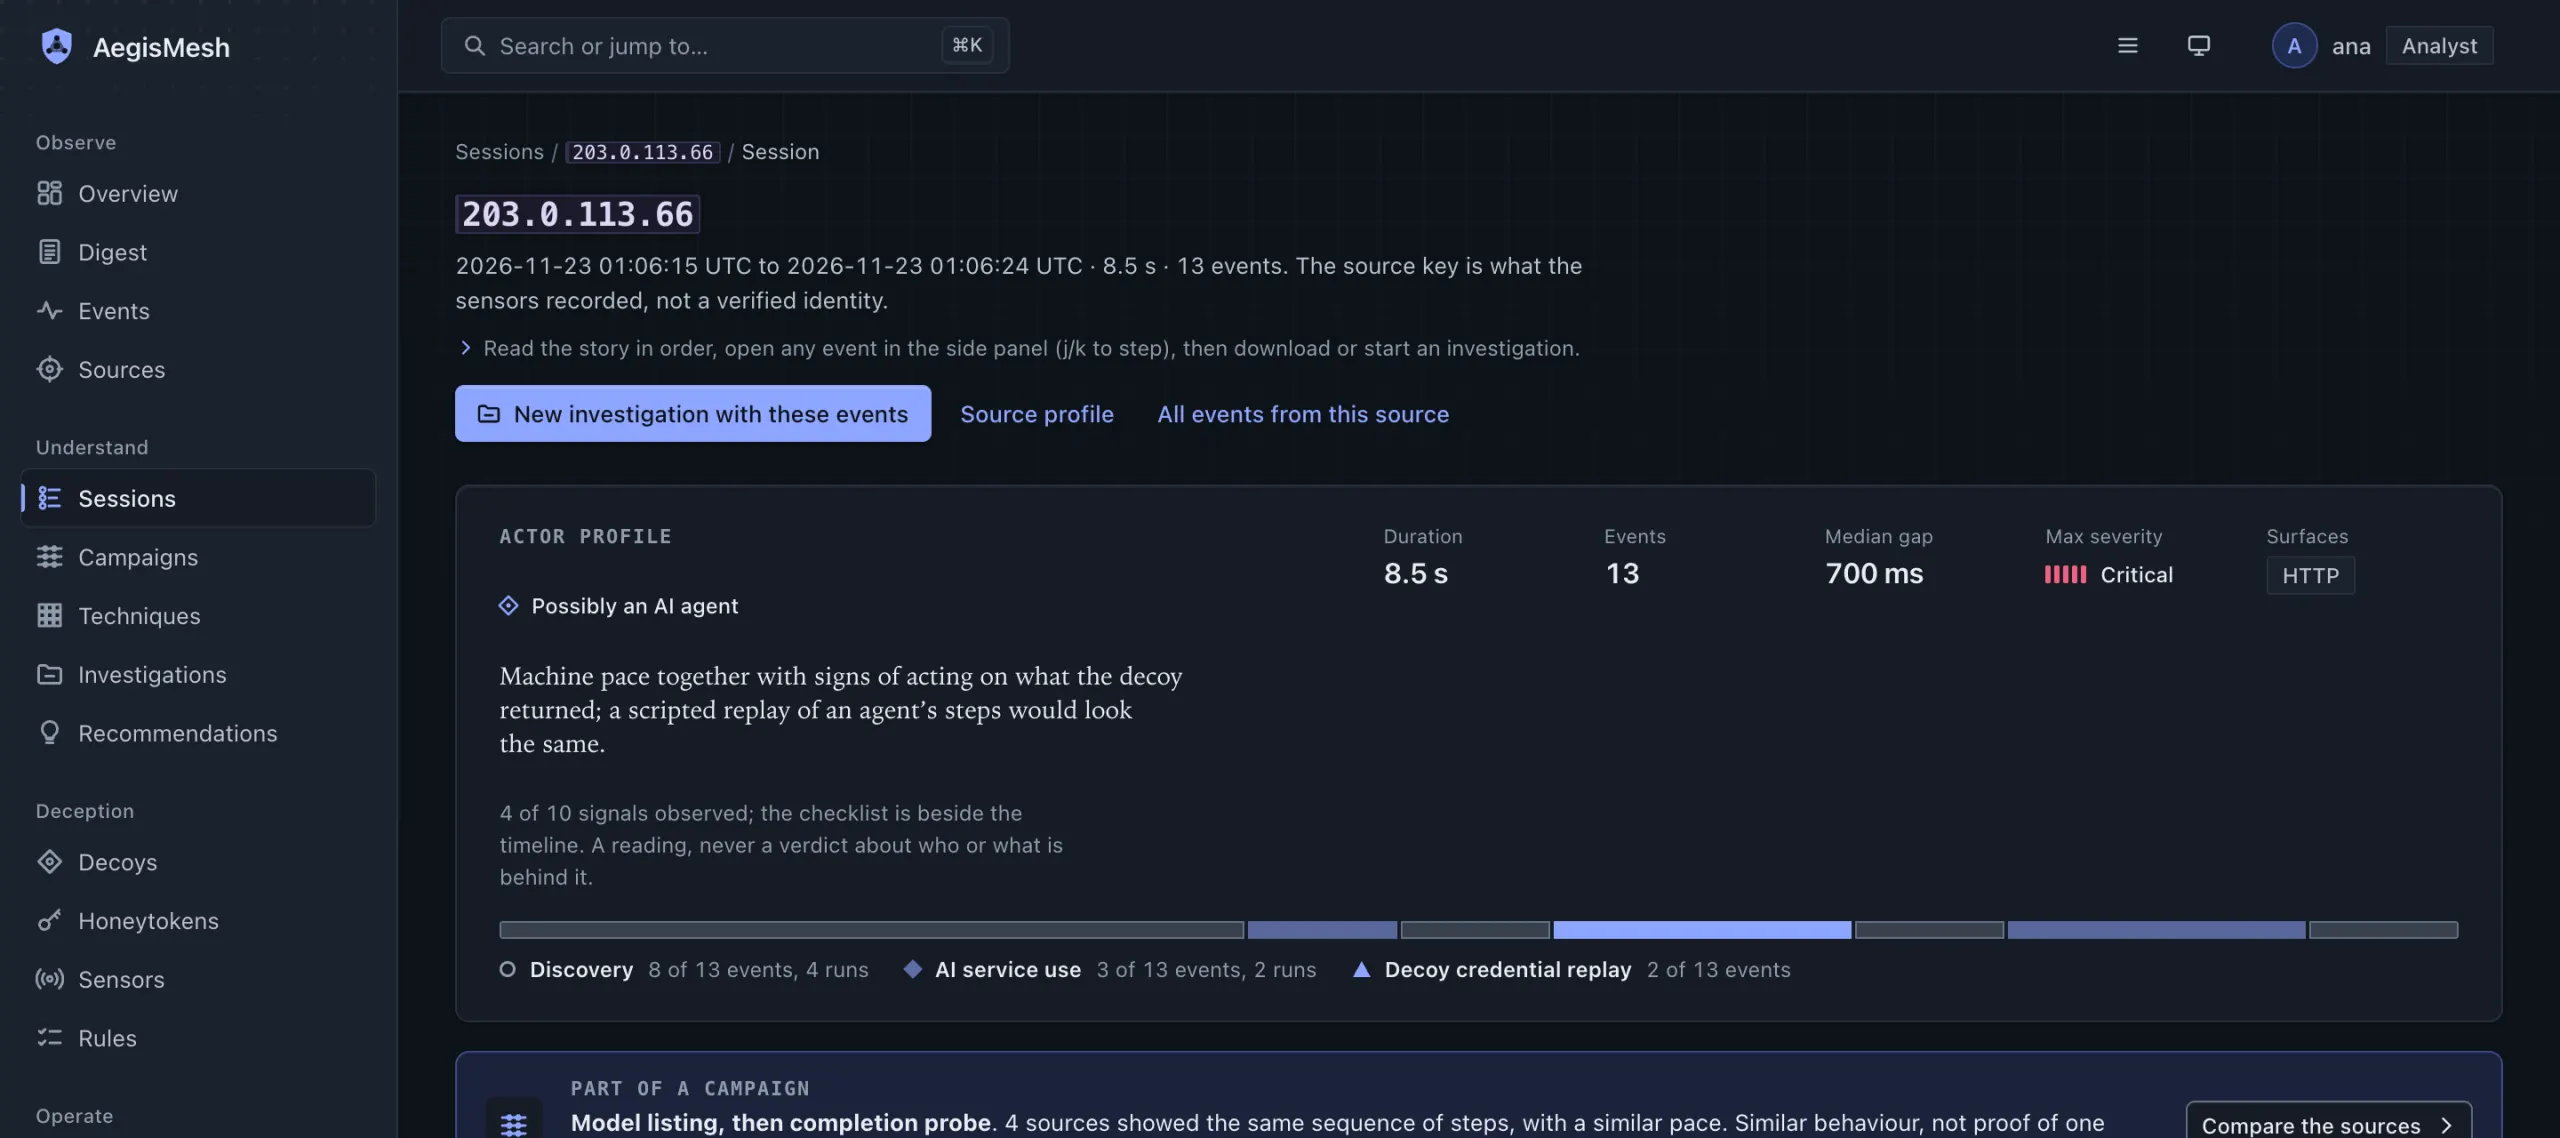 AegisMesh
Search or jump to...
⌘K
A
ana
Analyst
Observe
Overview
Digest
Events
Sources
Understand
Sessions
Campaigns
Techniques
Investigations
Recommendations
Deception
Decoys
Honeytokens
Sensors
Rules
Operate
Sessions / 203.0.113.66 / Session
203.0.113.66
2026-11-23 01:06:15 UTC to 2026-11-23 01:06:24 UTC · 8.5 s · 13 events. The source key is what the
sensors recorded, not a verified identity.
Read the story in order, open any event in the side panel (j/k to step), then download or start an investigation.
New investigation with these events
Source profile
All events from this source
ACTOR PROFILE
Possibly an AI agent
Machine pace together with signs of acting on what the decoy
returned; a scripted replay of an agent’s steps would look
the same.
4 of 10 signals observed; the checklist is beside the
timeline. A reading, never a verdict about who or what is
behind it.
Duration
8.5 s
Events
13
Median gap
700 ms
Max severity
Critical
Surfaces
HTTP
Discovery 8 of 13 events, 4 runs
AI service use 3 of 13 events, 2 runs
Decoy credential replay 2 of 13 events
PART OF A CAMPAIGN
Model listing, then completion probe. 4 sources showed the same sequence of steps, with a similar pace. Similar behaviour, not proof of one
Compare the sources